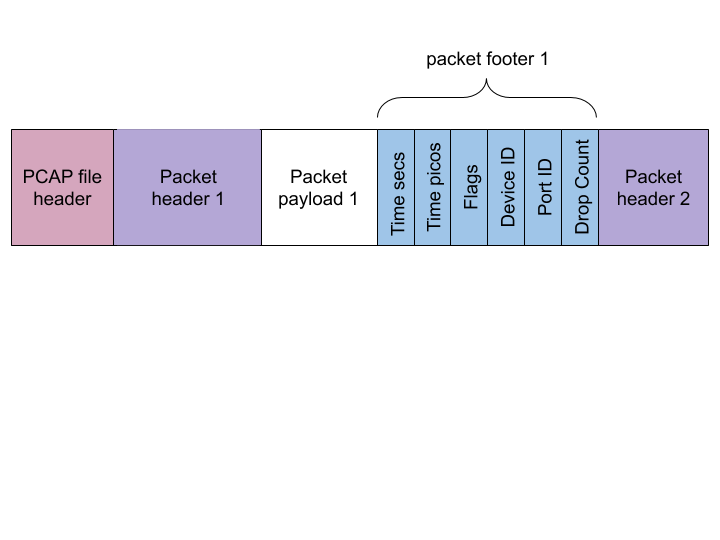 packet footer 1
PCAP file
header
Packet
header 1
Packet
payload 1
Time secs
Time picos
Flags
Device ID
Port ID
Drop Count
Packet
header 2